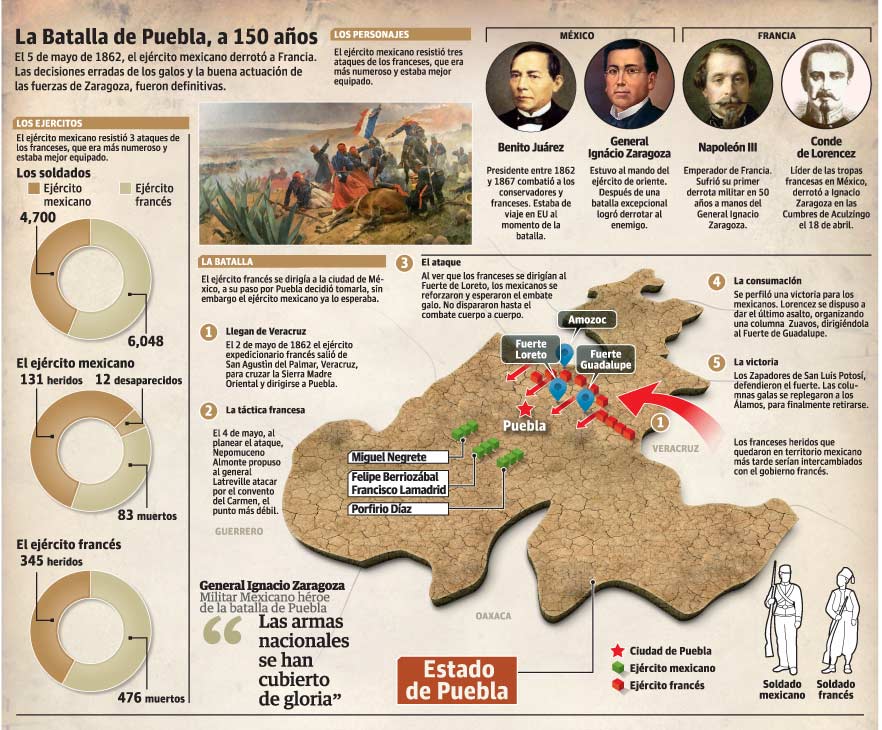 La Batalla de Puebla, a 150 años
El 5 de mayo de 1862, el ejército mexicano derrotó a Francia.
Las decisiones erradas de los galos y la buena actuación de
las fuerzas de Zaragoza, fueron definitivas.
LOS PERSONAJES
El ejército mexicano resistió tres
ataques de los franceses, que era
más numeroso y estaba mejor
equipado.
MÉXICO
FRANCIA
Benito Juárez
Presidente entre 1862
y 1867 combatió a los
conservadores y
franceses. Estaba de
viaje en EU al
momento de la
batalla.
General
Ignácio Zaragoza
Estuvo al mando del
ejército de oriente.
Después de una
batalla excepcional
logró derrotar al
enemigo.
Napoleón III
Emperador de Francia.
Sufrió su primer
derrota militar en 50
años a manos del
General Ignacio
Zaragoza.
Conde
de Lorencez
Líder de las tropas
francesas en México,
derrotó a Ignacio
Zaragoza en las
Cumbres de Aculzingo
el 18 de abril.
LOS EJERCITOS
El ejército mexicano resistió 3 ataques de
los franceses, que era más numeroso y
estaba mejor equipado.
Los soldados
Ejército
mexicano
Ejército
francés
4,700
6,048
El ejército mexicano
131 heridos
12 desaparecidos
83 muertos
El ejército francés
345 heridos
476 muertos
LA BATALLA
El ejército francés se dirigía a la ciudad de Mé-
xico, a su paso por Puebla decidió tomarla, sin
embargo el ejército mexicano ya lo esperaba.
1
Llegan de Veracruz
El 2 de mayo de 1862 el ejército
expedicionario francés salió de
San Agustìn del Palmar, Veracruz,
para cruzar la Sierra Madre
Oriental y dirigirse a Puebla.
2
La táctica francesa
El 4 de mayo, al
planear el ataque,
Nepomuceno
Almonte propuso
al general
Latreville atacar
por el convento
del Carmen, el
punto más débil.
3
El ataque
Al ver que los franceses se dirigían al
Fuerte de Loreto, los mexicanos se
reforzaron y esperaron el embate
galo. No dispararon hasta el
combate cuerpo a cuerpo.
4
La consumación
Se perfiló una victoria para los
mexicanos. Lorencez se dispuso a
dar el último asalto, organizando
una columna Zuavos, dirigiéndola
al Fuerte de Guadalupe.
5
La victoria
Los Zapadores de San Luis Potosí,
defendieron el fuerte. Las colum-
nas galas se replegaron a los
Álamos, para finalmente retirarse.
Los franceses heridos que
quedaron en territorio mexicano
más tarde serían intercambiados
con el gobierno francés.
Amozoc
Fuerte
Loreto
Fuerte
Guadalupe
Puebla
1
VERACRUZ
Miguel Negrete
Felipe Berriozábal
Francisco Lamadrid
Porfirio Díaz
GUERRERO
OAXACA
General Ignacio Zaragoza
Militar Mexicano héroe
de la batalla de Puebla
“Las armas
nacionales
se han
cubierto
de gloria”
Estado
de Puebla
Ciudad de Puebla
Ejército mexicano
Ejército francés
Soldado
mexicano
Soldado
francés